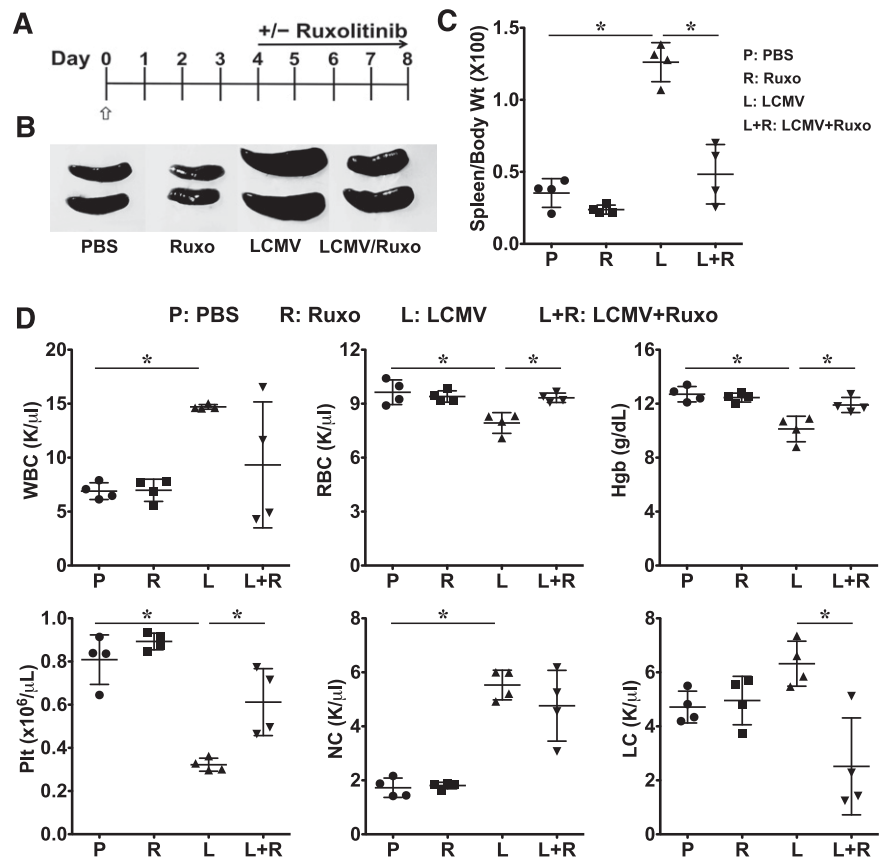 A
+/− Ruxolitinib
Day 0 1 2 3 4 5 6 7 8
B
PBS Ruxo LCMV LCMV/Ruxo
C
* *
1.5
1.0
0.5
0.0
Spleen/Body Wt (X100)
P R L L+R
P: PBS
R: Ruxo
L: LCMV
L+R: LCMV+Ruxo
D
P: PBS R: Ruxo L: LCMV L+R: LCMV+Ruxo
*
20
15
10
5
0
WBC (K/µl)
P R L L+R
* *
12
9
6
3
0
RBC (K/µl)
P R L L+R
* *
16
12
8
4
0
Hgb (g/dL)
P R L L+R
* *
1.0
0.8
0.6
0.4
0.2
0.0
Plt (x10⁶/µL)
P R L L+R
*
8
6
4
2
0
NC (K/µl)
P R L L+R
*
8
6
4
2
0
LC (K/µl)
P R L L+R